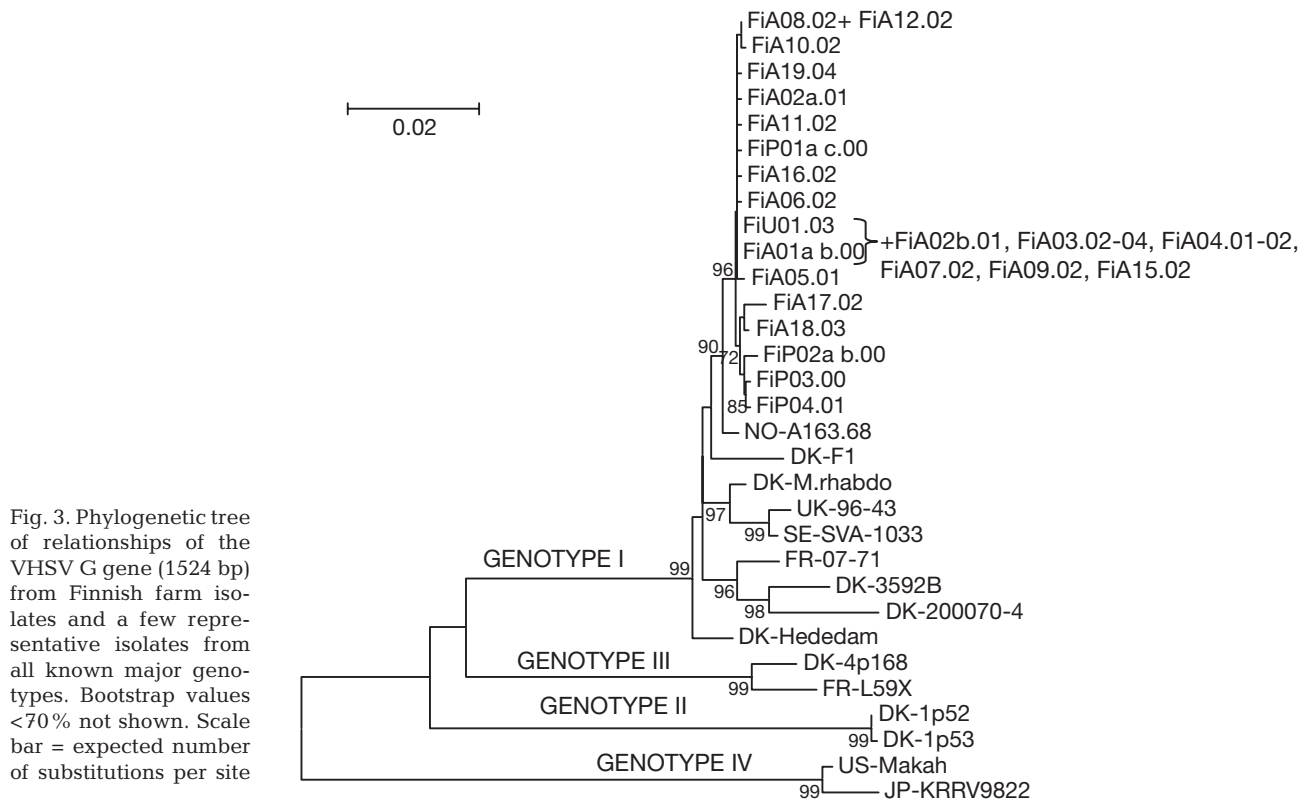 FiA08.02+ FiA12.02
FiA10.02
FiA19.04
FiA02a.01
FiA11.02
FiP01a c.00
FiA16.02
FiA06.02
FiU01.03
FiA01a b.00
+FiA02b.01, FiA03.02-04, FiA04.01-02,
FiA07.02, FiA09.02, FiA15.02
96
FiA05.01
FiA17.02
FiA18.03
90
72
FiP02a b.00
FiP03.00
85
FiP04.01
NO-A163.68
DK-F1
DK-M.rhabdo
97
UK-96-43
99
SE-SVA-1033
FR-07-71
96
DK-3592B
98
DK-200070-4
99
DK-Hededam
GENOTYPE I
GENOTYPE III
DK-4p168
99
FR-L59X
GENOTYPE II
DK-1p52
99
DK-1p53
GENOTYPE IV
US-Makah
99
JP-KRRV9822
0.02
Fig. 3. Phylogenetic tree
of relationships of the
VHSV G gene (1524 bp)
from Finnish farm iso-
lates and a few repre-
sentative isolates from
all known major geno-
types. Bootstrap values
<70% not shown. Scale
bar = expected number
of substitutions per site